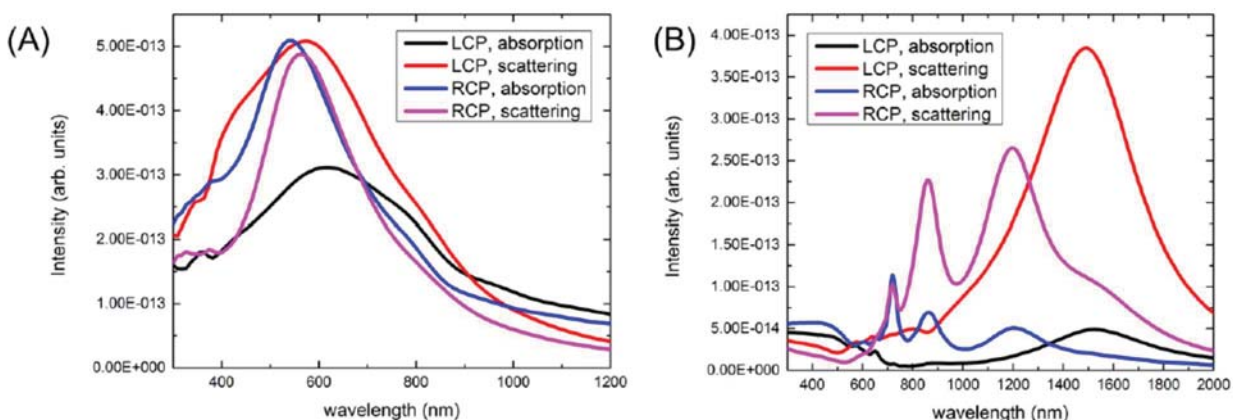 (A)
5.00E-013
4.00E-013
3.00E-013
2.00E-013
1.00E-013
0.00E+000
Intensity (arb. units)
LCP, absorption
LCP, scattering
RCP, absorption
RCP, scattering
400 600 800 1000 1200
wavelength (nm)
(B)
4.00E-013
3.50E-013
3.00E-013
2.50E-013
2.00E-013
1.50E-013
1.00E-013
5.00E-014
0.00E+000
Intensity (arb. units)
LCP, absorption
LCP, scattering
RCP, absorption
RCP, scattering
400 600 800 1000 1200 1400 1600 1800 2000
wavelength (nm)